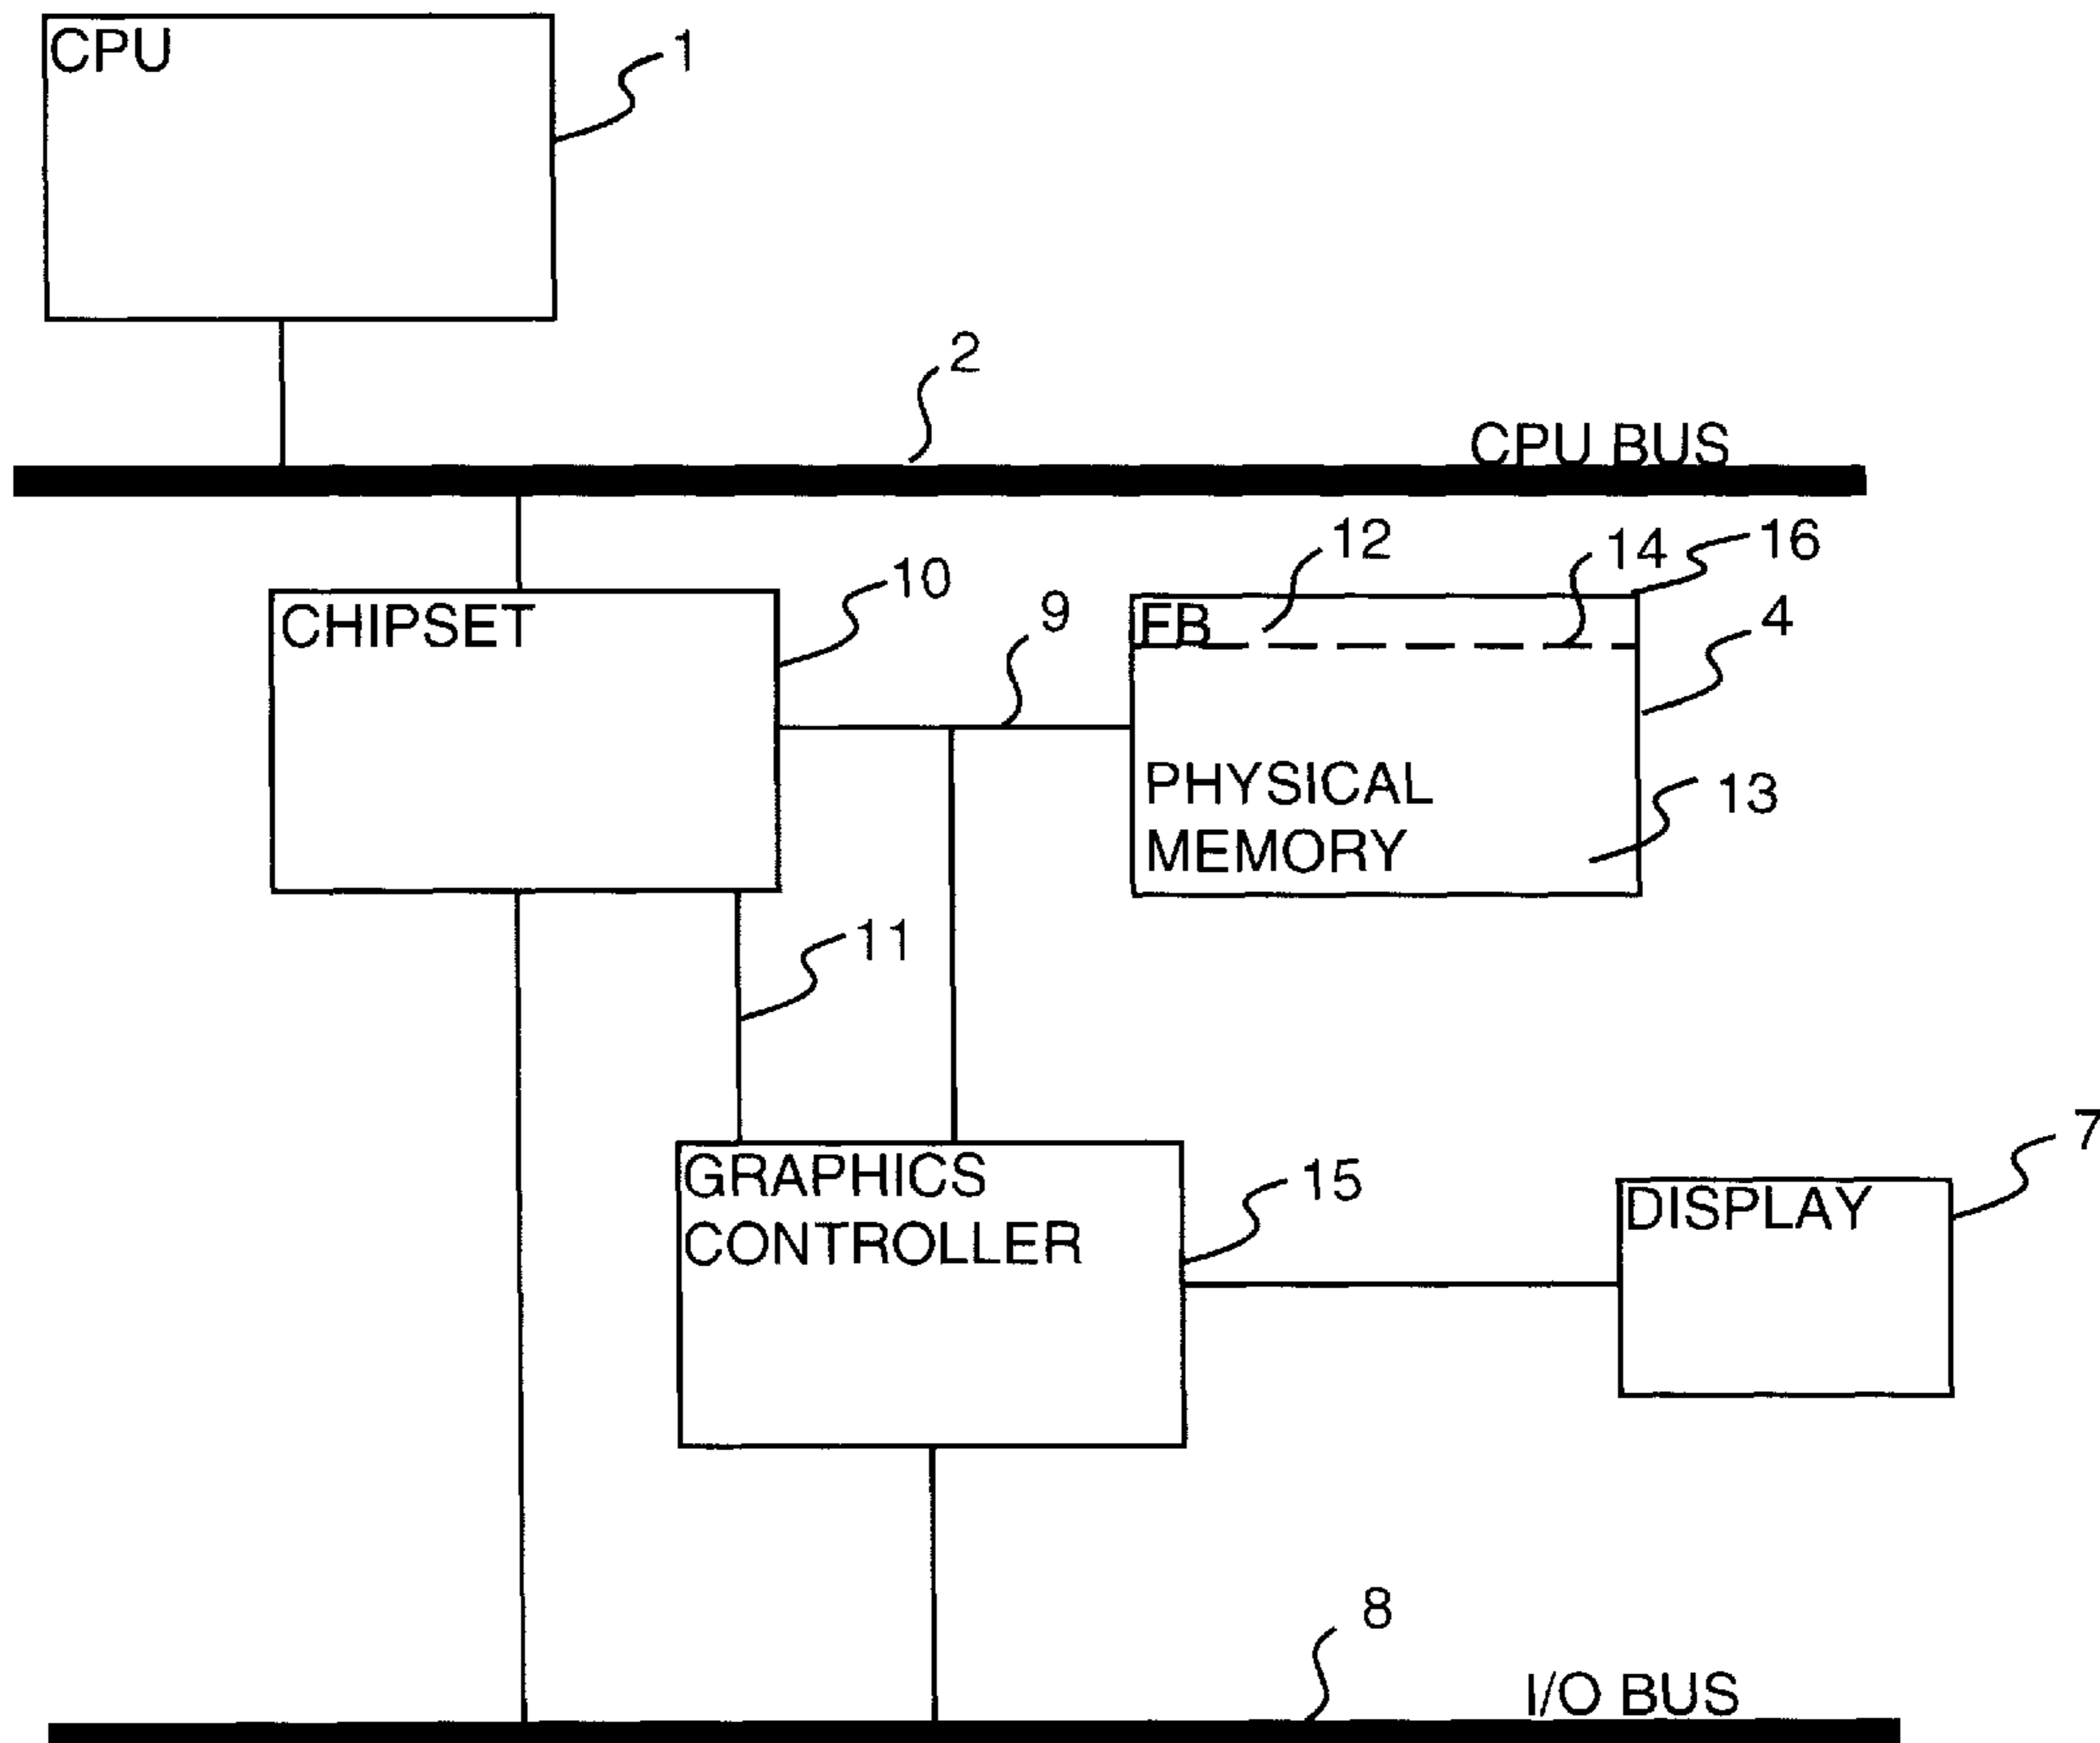 CPU
1
2
CPU BUS
12
14
16
10
CHIPSET
9
FB
4
PHYSICAL
MEMORY
13
11
7
GRAPHICS
CONTROLLER
15
DISPLAY
8
I/O BUS